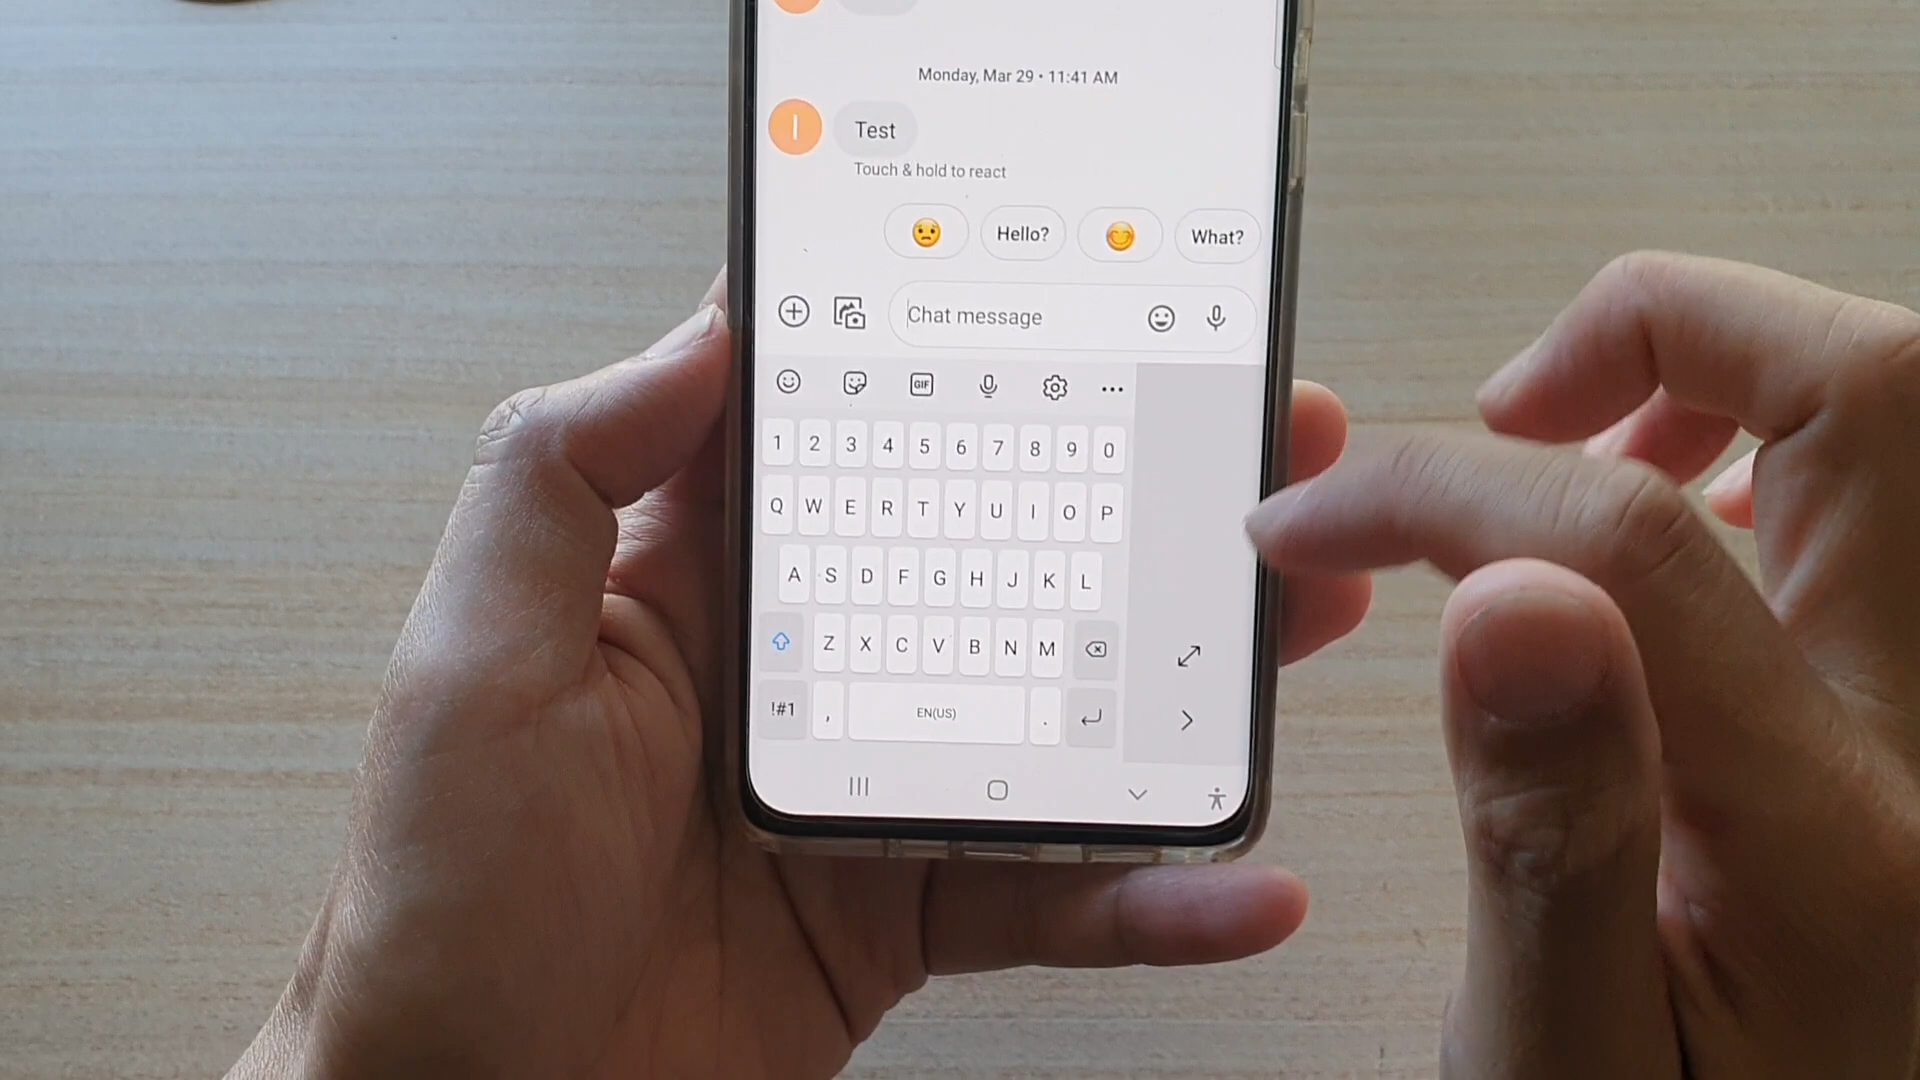 Monday, Mar 29 • 11:41 AM
I
Test
Touch & hold to react
Hello?
What?
Chat message
GIF
1 2 3 4 5 6 7 8 9 0
Q W E R T Y U I O P
A S D F G H J K L
Z X C V B N M
!#1 , EN(US) .